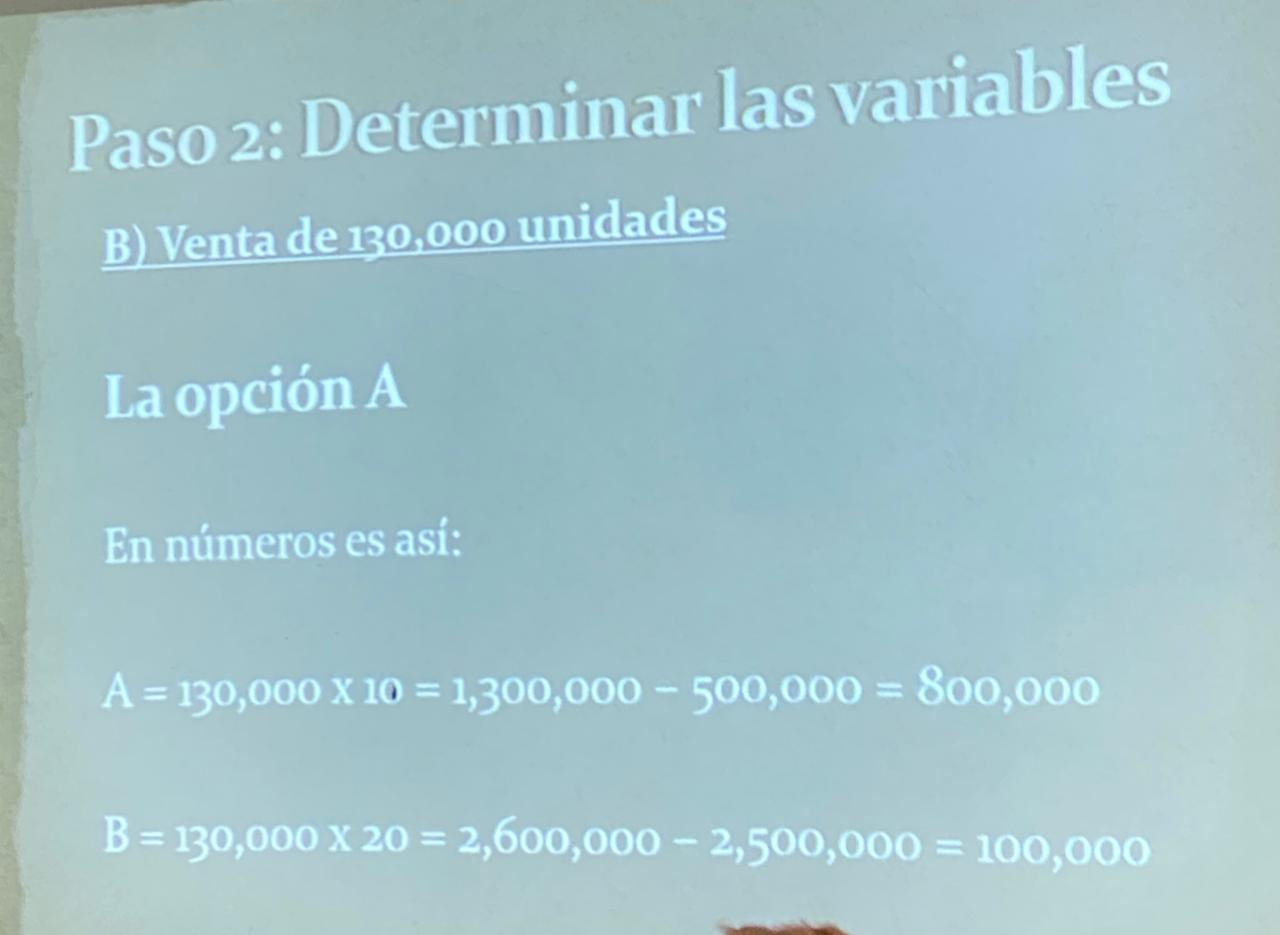 Paso 2: Determinar las variables
B) Venta de 130,000 unidades
La opción A
En números es así:
A = 130,000 X 10 = 1,300,000 – 500,000 = 800,000
B = 130,000 X 20 = 2,600,000 – 2,500,000 = 100,000